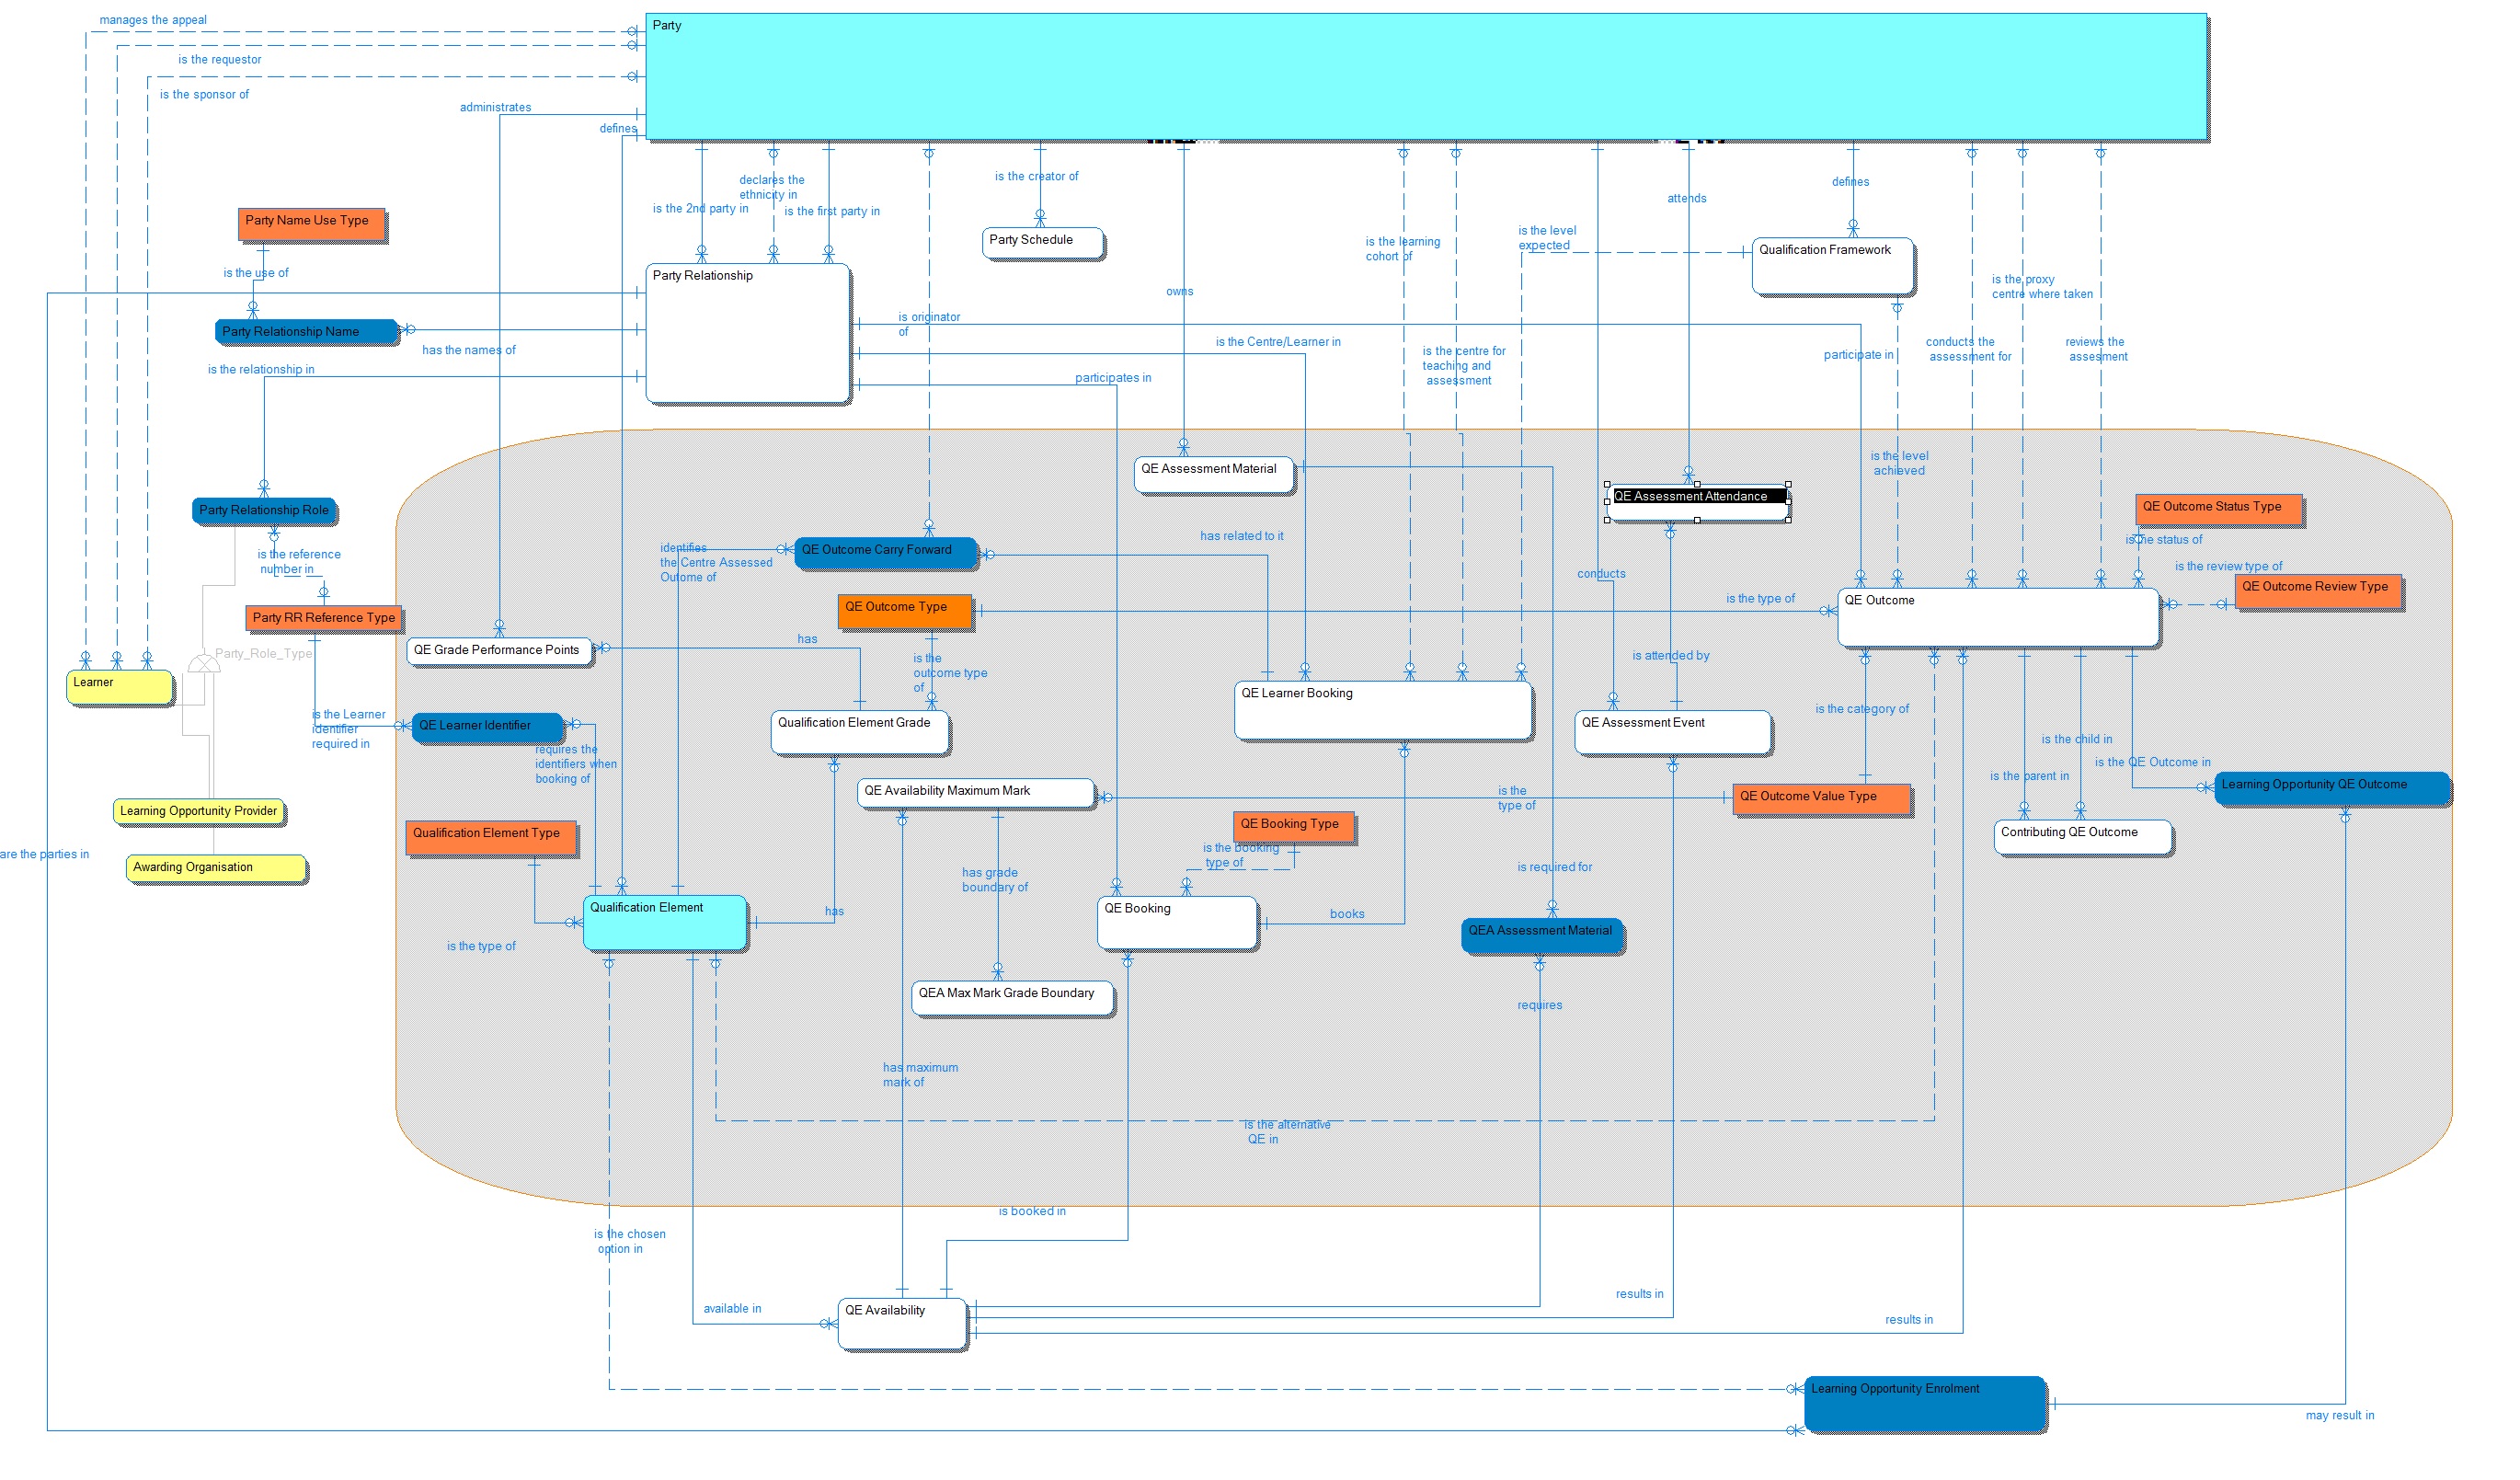 manages the appeal
Party
is the requestor
is the sponsor of
administrates
defines
declares the
ethnicity in
is the 2nd party in
is the first party in
is the creator of
attends
defines
Party Name Use Type
Party Schedule
is the learning
cohort of
is the level
expected
Qualification Framework
is the use of
Party Relationship
owns
is the proxy
centre where taken
Party Relationship Name
is originator
of
has the names of
is the Centre/Learner in
is the centre for
teaching and
assessment
participate in
conducts the
assessment for
reviews the
assesment
is the relationship in
participates in
QE Assessment Material
is the level
achieved
QE Assessment Attendance
Party Relationship Role
QE Outcome Status Type
is the reference
number in
identifies
the Centre Assessed
Outome of
QE Outcome Carry Forward
has related to it
is the status of
is the review type of
conducts
Party RR Reference Type
QE Outcome Type
is the type of
QE Outcome
QE Outcome Review Type
Party_Role_Type
QE Grade Performance Points
has
is the
outcome type
of
is attended by
Learner
QE Learner Booking
is the Learner
identifier
required in
QE Learner Identifier
Qualification Element Grade
QE Assessment Event
is the category of
requires the
identifiers when
booking of
is the child in
is the parent in
is the QE Outcome in
Learning Opportunity QE Outcome
QE Availability Maximum Mark
is the
type of
QE Outcome Value Type
Learning Opportunity Provider
Qualification Element Type
QE Booking Type
Contributing QE Outcome
are the parties in
is the booking
type of
Awarding Organisation
has grade
boundary of
is required for
Qualification Element
has
QE Booking
books
QEA Assessment Material
is the type of
QEA Max Mark Grade Boundary
requires
has maximum
mark of
is the alternative
QE in
is booked in
is the chosen
option in
available in
QE Availability
results in
results in
Learning Opportunity Enrolment
may result in